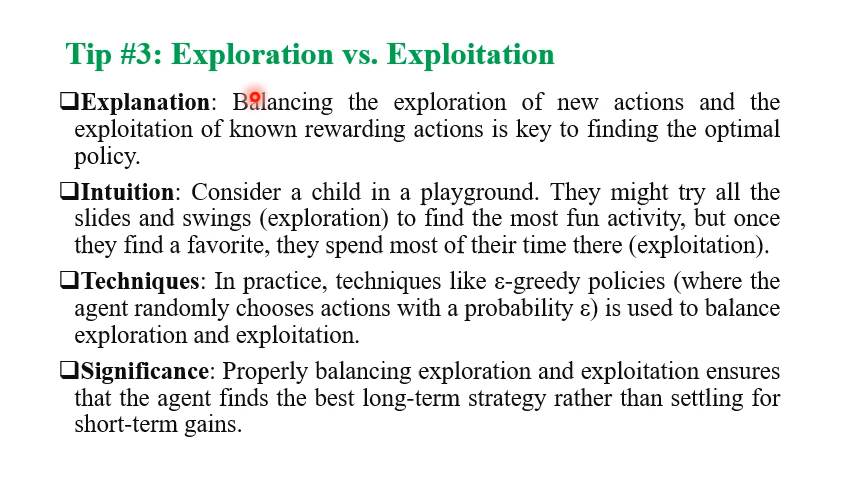 Tip #3: Exploration vs. Exploitation
❑Explanation: Balancing the exploration of new actions and the
exploitation of known rewarding actions is key to finding the optimal
policy.
❑Intuition: Consider a child in a playground. They might try all the
slides and swings (exploration) to find the most fun activity, but once
they find a favorite, they spend most of their time there (exploitation).
❑Techniques: In practice, techniques like ε-greedy policies (where the
agent randomly chooses actions with a probability ε) is used to balance
exploration and exploitation.
❑Significance: Properly balancing exploration and exploitation ensures
that the agent finds the best long-term strategy rather than settling for
short-term gains.